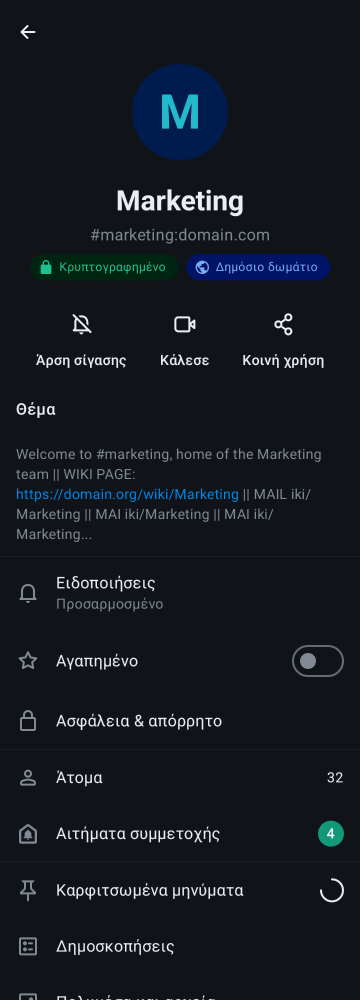 M
Marketing
#marketing:domain.com
Κρυπτογραφημένο Δημόσιο δωμάτιο
Άρση σίγασης Κάλεσε Κοινή χρήση
Θέμα
Welcome to #marketing, home of the Marketing
team || WIKI PAGE:
https://domain.org/wiki/Marketing || MAIL iki/
Marketing || MAI iki/Marketing || MAI iki/
Marketing...
Ειδοποιήσεις
Προσαρμοσμένο
Αγαπημένο
Ασφάλεια & απόρρητο
Άτομα 32
Αιτήματα συμμετοχής 4
Καρφιτσωμένα μηνύματα
Δημοσκοπήσεις